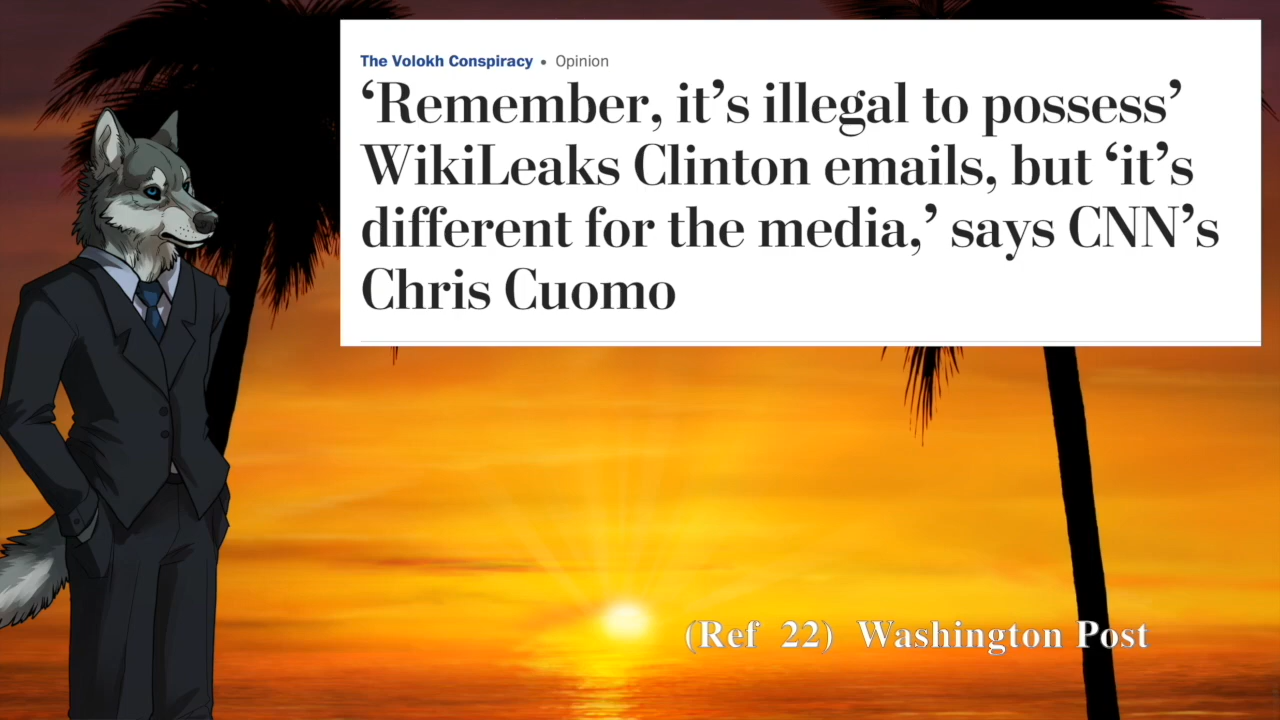 The Volokh Conspiracy • Opinion
‘Remember, it’s illegal to possess’
WikiLeaks Clinton emails, but ‘it’s
different for the media,’ says CNN’s
Chris Cuomo
(Ref 22) Washington Post